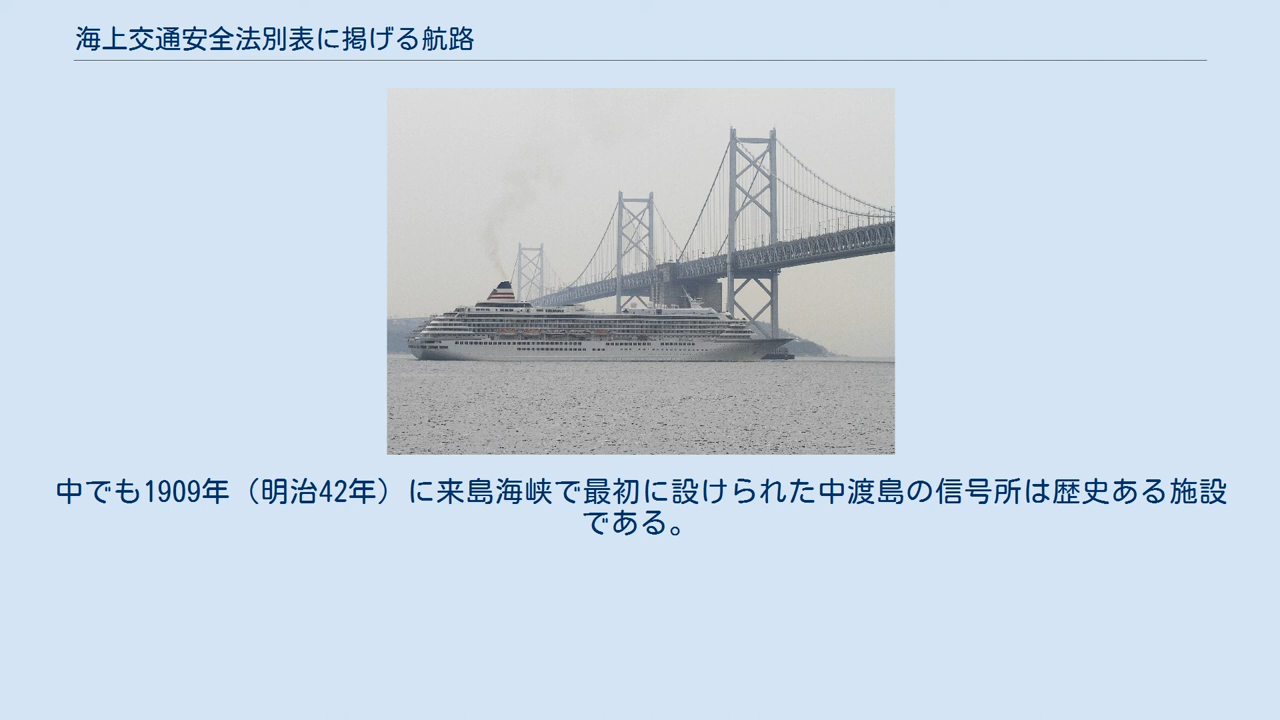 海上交通安全法別表に掲げる航路
中でも1909年（明治42年）に来島海峡で最初に設けられた中渡島の信号所は歴史ある施設
である。